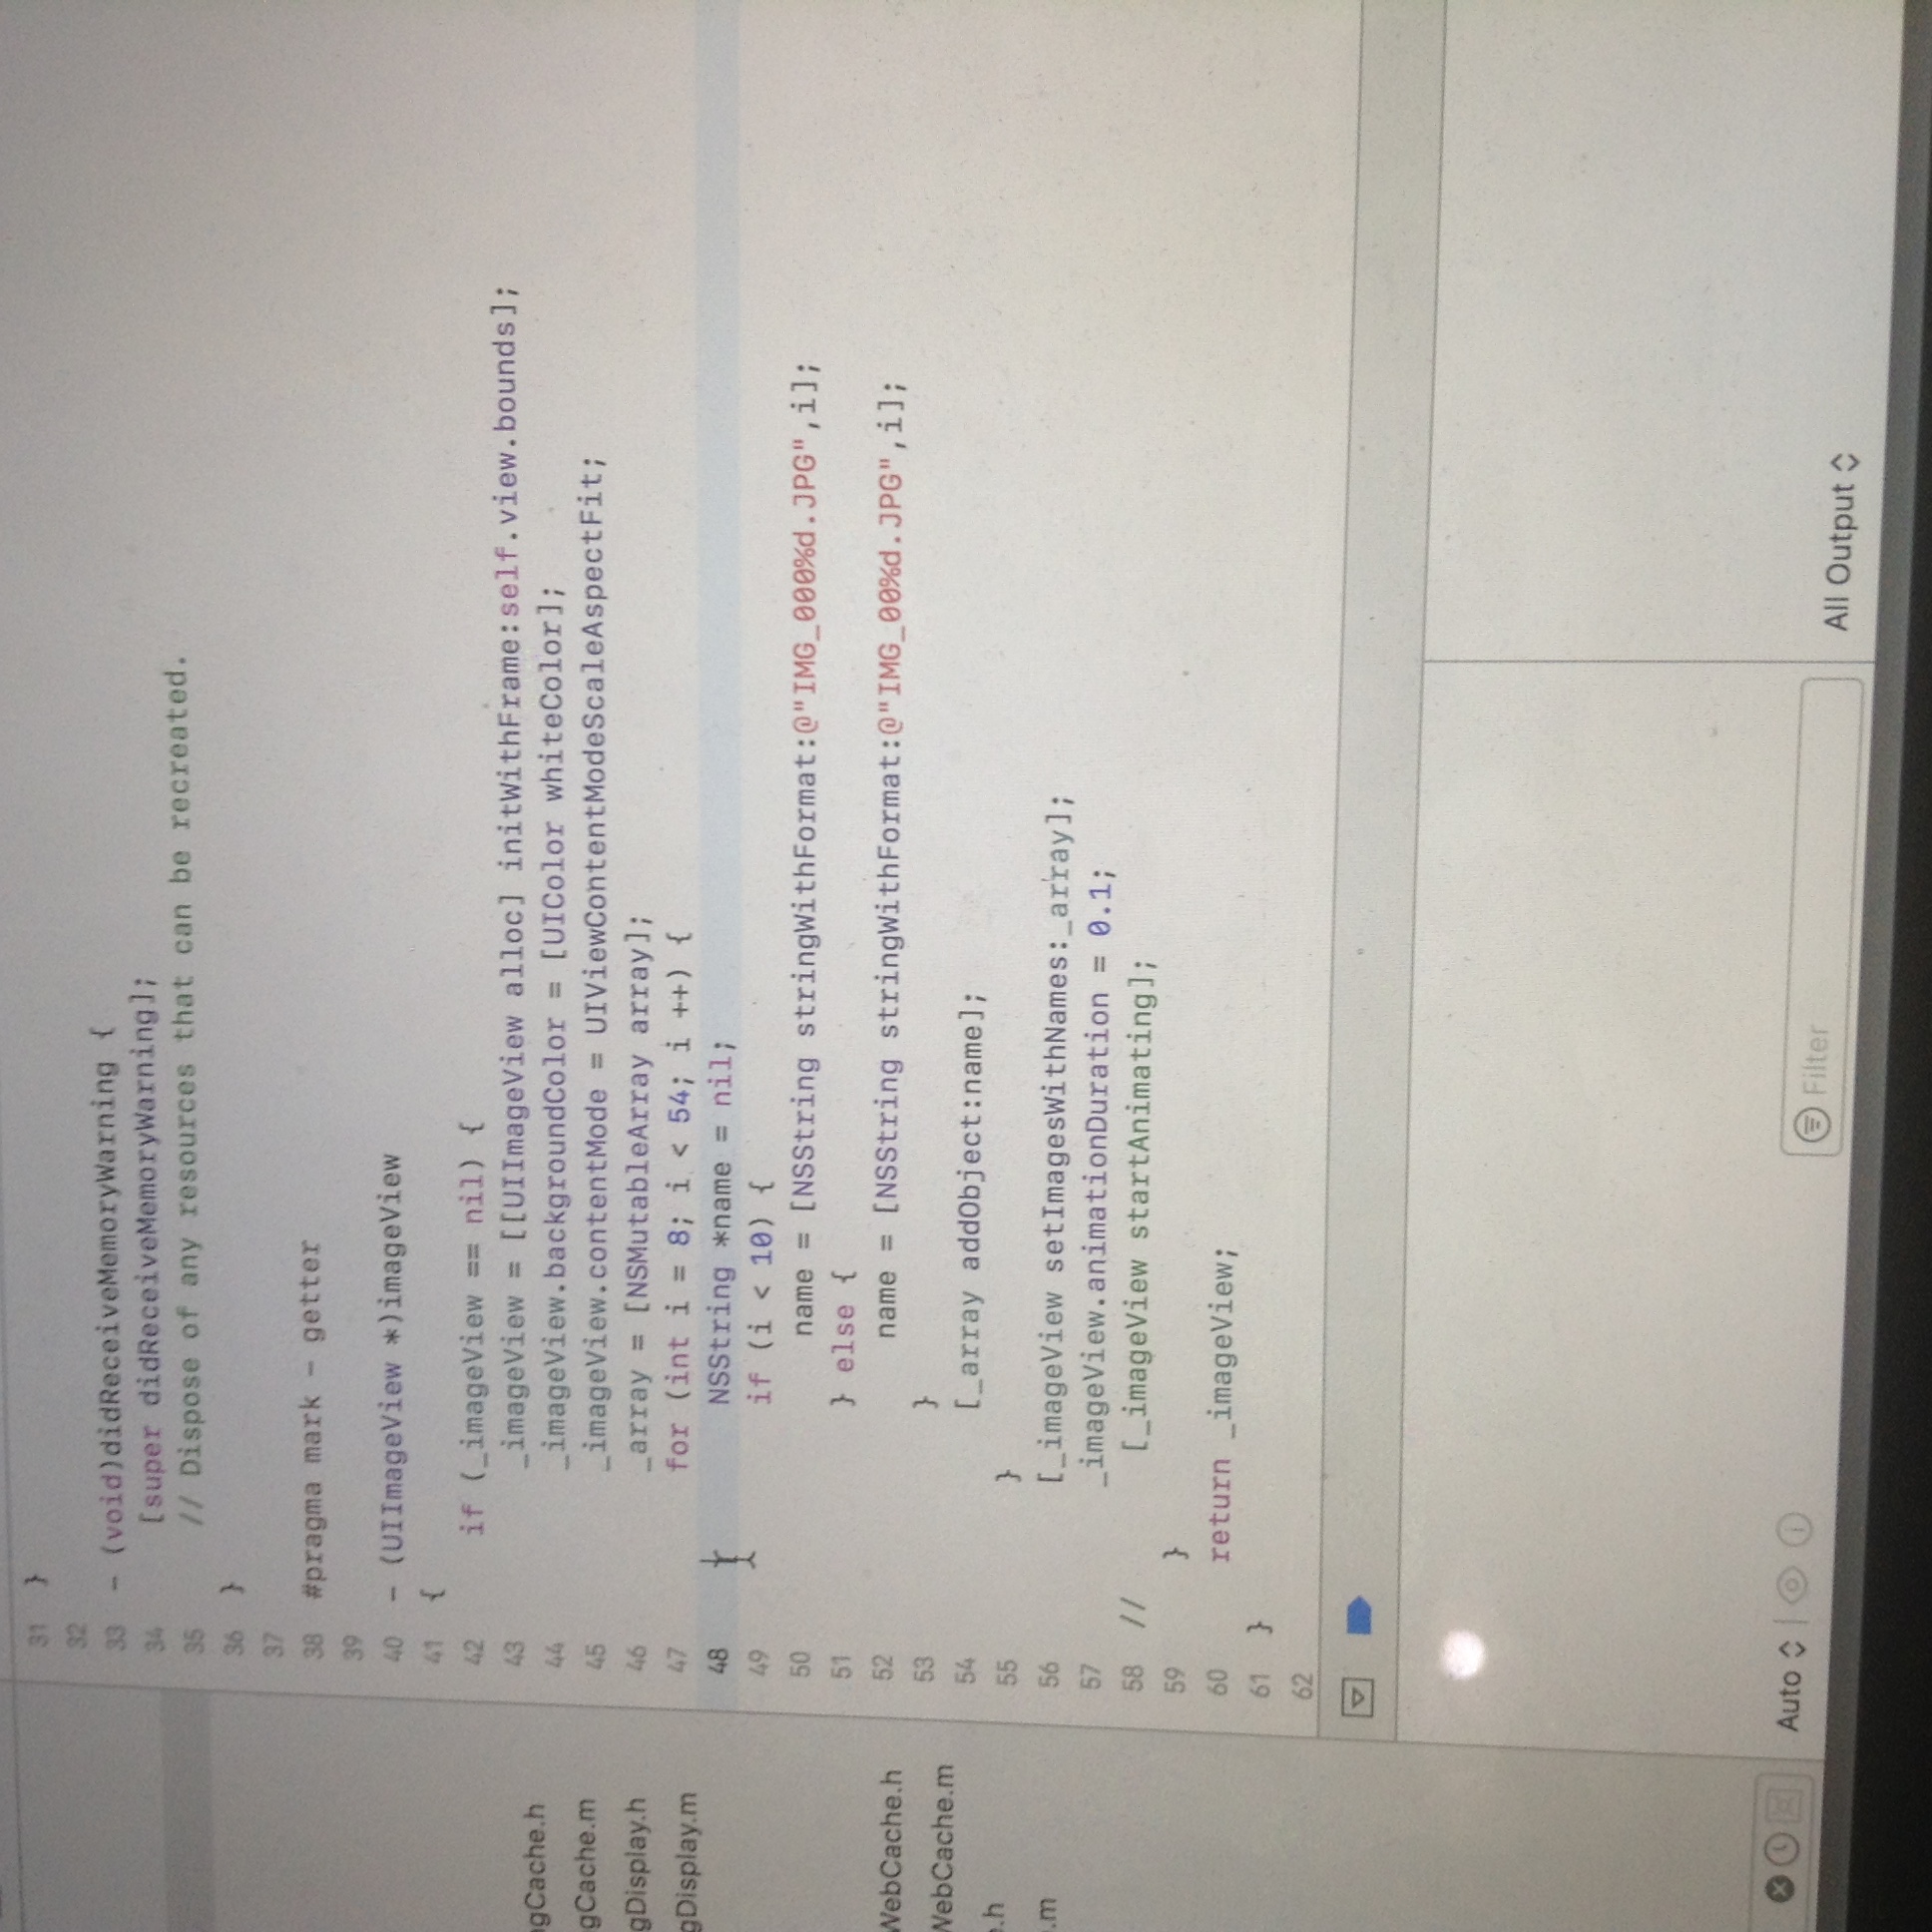 31 }
32
33 - (void)didReceiveMemoryWarning {
34 [super didReceiveMemoryWarning];
35 // Dispose of any resources that can be recreated.
36 }
37
38 #pragma mark - getter
39
40 - (UIImageView *)imageView
41 {
42 if (_imageView == nil) {
43 _imageView = [[UIImageView alloc] initWithFrame:self.view.bounds];
44 _imageView.backgroundColor = [UIColor whiteColor];
45 _imageView.contentMode = UIViewContentModeScaleAspectFit;
46 _array = [NSMutableArray array];
47 for (int i = 8; i < 54; i ++) {
48 NSString *name = nil;
49 if (i < 10) {
50 name = [NSString stringWithFormat:@"IMG_000%d.JPG",i];
51 } else {
52 name = [NSString stringWithFormat:@"IMG_00%d.JPG",i];
53 }
54 [_array addObject:name];
55 }
56 [_imageView setImagesWithNames:_array];
57 _imageView.animationDuration = 0.1;
58 // [_imageView startAnimating];
59 }
60 return _imageView;
61 }
62
gCache.h
gCache.m
gDisplay.h
gDisplay.m
WebCache.h
WebCache.m
.h
.m
Auto
Filter
All Output